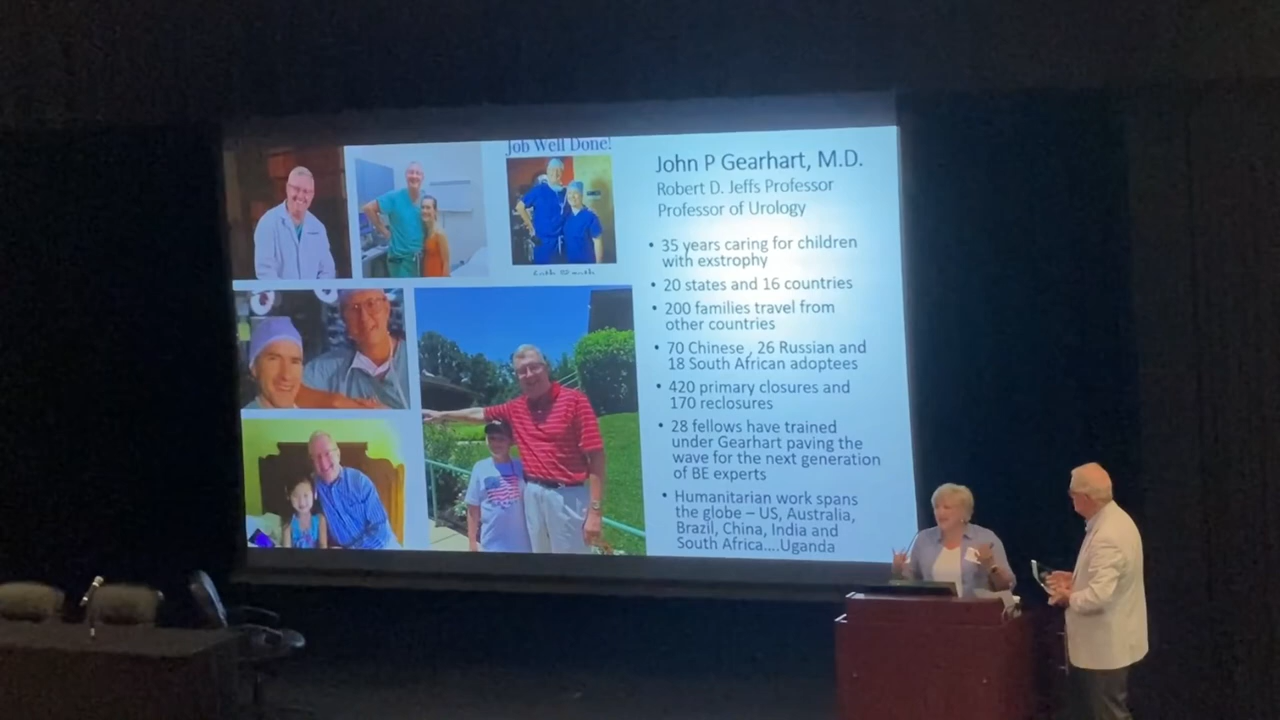 Job Well Done!
John P Gearhart, M.D.
Robert D. Jeffs Professor
Professor of Urology
• 35 years caring for children
with exstrophy
• 20 states and 16 countries
• 200 families travel from
other countries
• 70 Chinese , 26 Russian and
18 South African adoptees
• 420 primary closures and
170 reclosures
• 28 fellows have trained
under Gearhart paving the
wave for the next generation
of BE experts
• Humanitarian work spans
the globe – US, Australia,
Brazil, China, India and
South Africa....Uganda